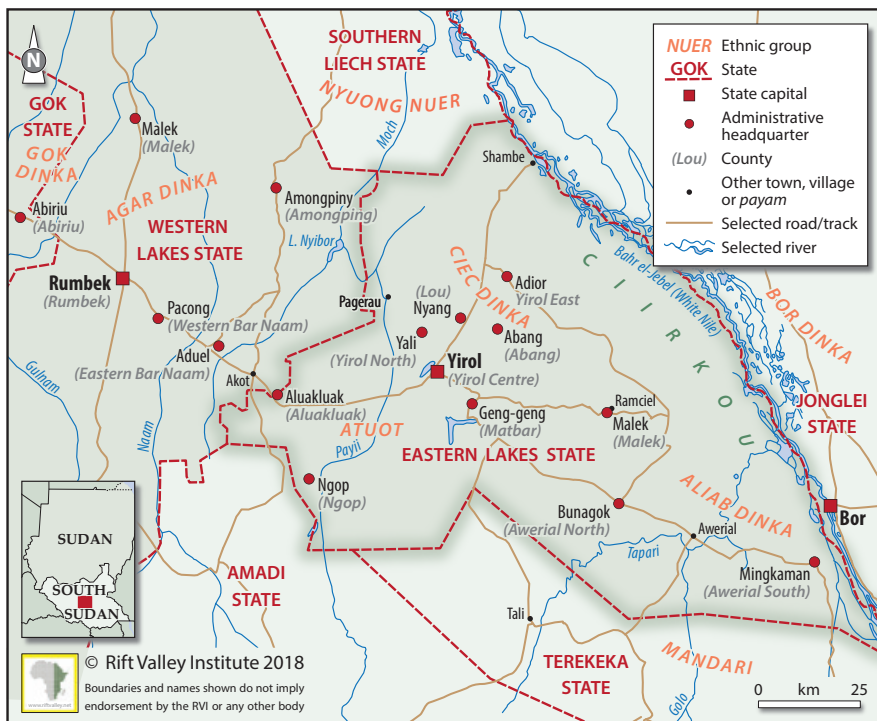 SOUTHERN
LIECH STATE
NYUONG NUER
N
GOK
STATE
GOK
DINKA
Malek
(Malek)
AGAR DINKA
Abiriu
(Abiriu)
WESTERN
LAKES STATE
Amongpiny
(Amongping)
L. Nyibor
Moch
Shambe
Rumbek
(Rumbek)
Pacong
(Western Bar Naam)
Aduel
(Eastern Bar Naam)
Akot
Pagerau
(Lou)
Nyang
Yali
(Yirol North)
CIEC DINKA
Adior
Yirol East
Abang
(Abang)
Yirol
(Yirol Centre)
Bahr el-Jebel (White Nile)
CIIRKOU
BOR DINKA
JONGLEI
STATE
Gulnam
Naam
Aluakluak
(Aluakluak)
ATUOT
Payii
Geng-geng
(Matbar)
Ramciel
Malek
(Malek)
EASTERN LAKES STATE
Ngop
(Ngop)
Bunagok
(Awerial North)
ALIAB DINKA
Awerial
Bor
Tapari
Mingkaman
(Awerial South)
AMADI
STATE
Tali
TEREKEKA
STATE
MANDARI
Golo
NUER Ethnic group
GOK State
State capital
Administrative
headquarter
(Lou) County
Other town, village
or payam
Selected road/track
Selected river
SUDAN
SOUTH
SUDAN
© Rift Valley Institute 2018
Boundaries and names shown do not imply
endorsement by the RVI or any other body
www.riftvalley.net
0 km 25